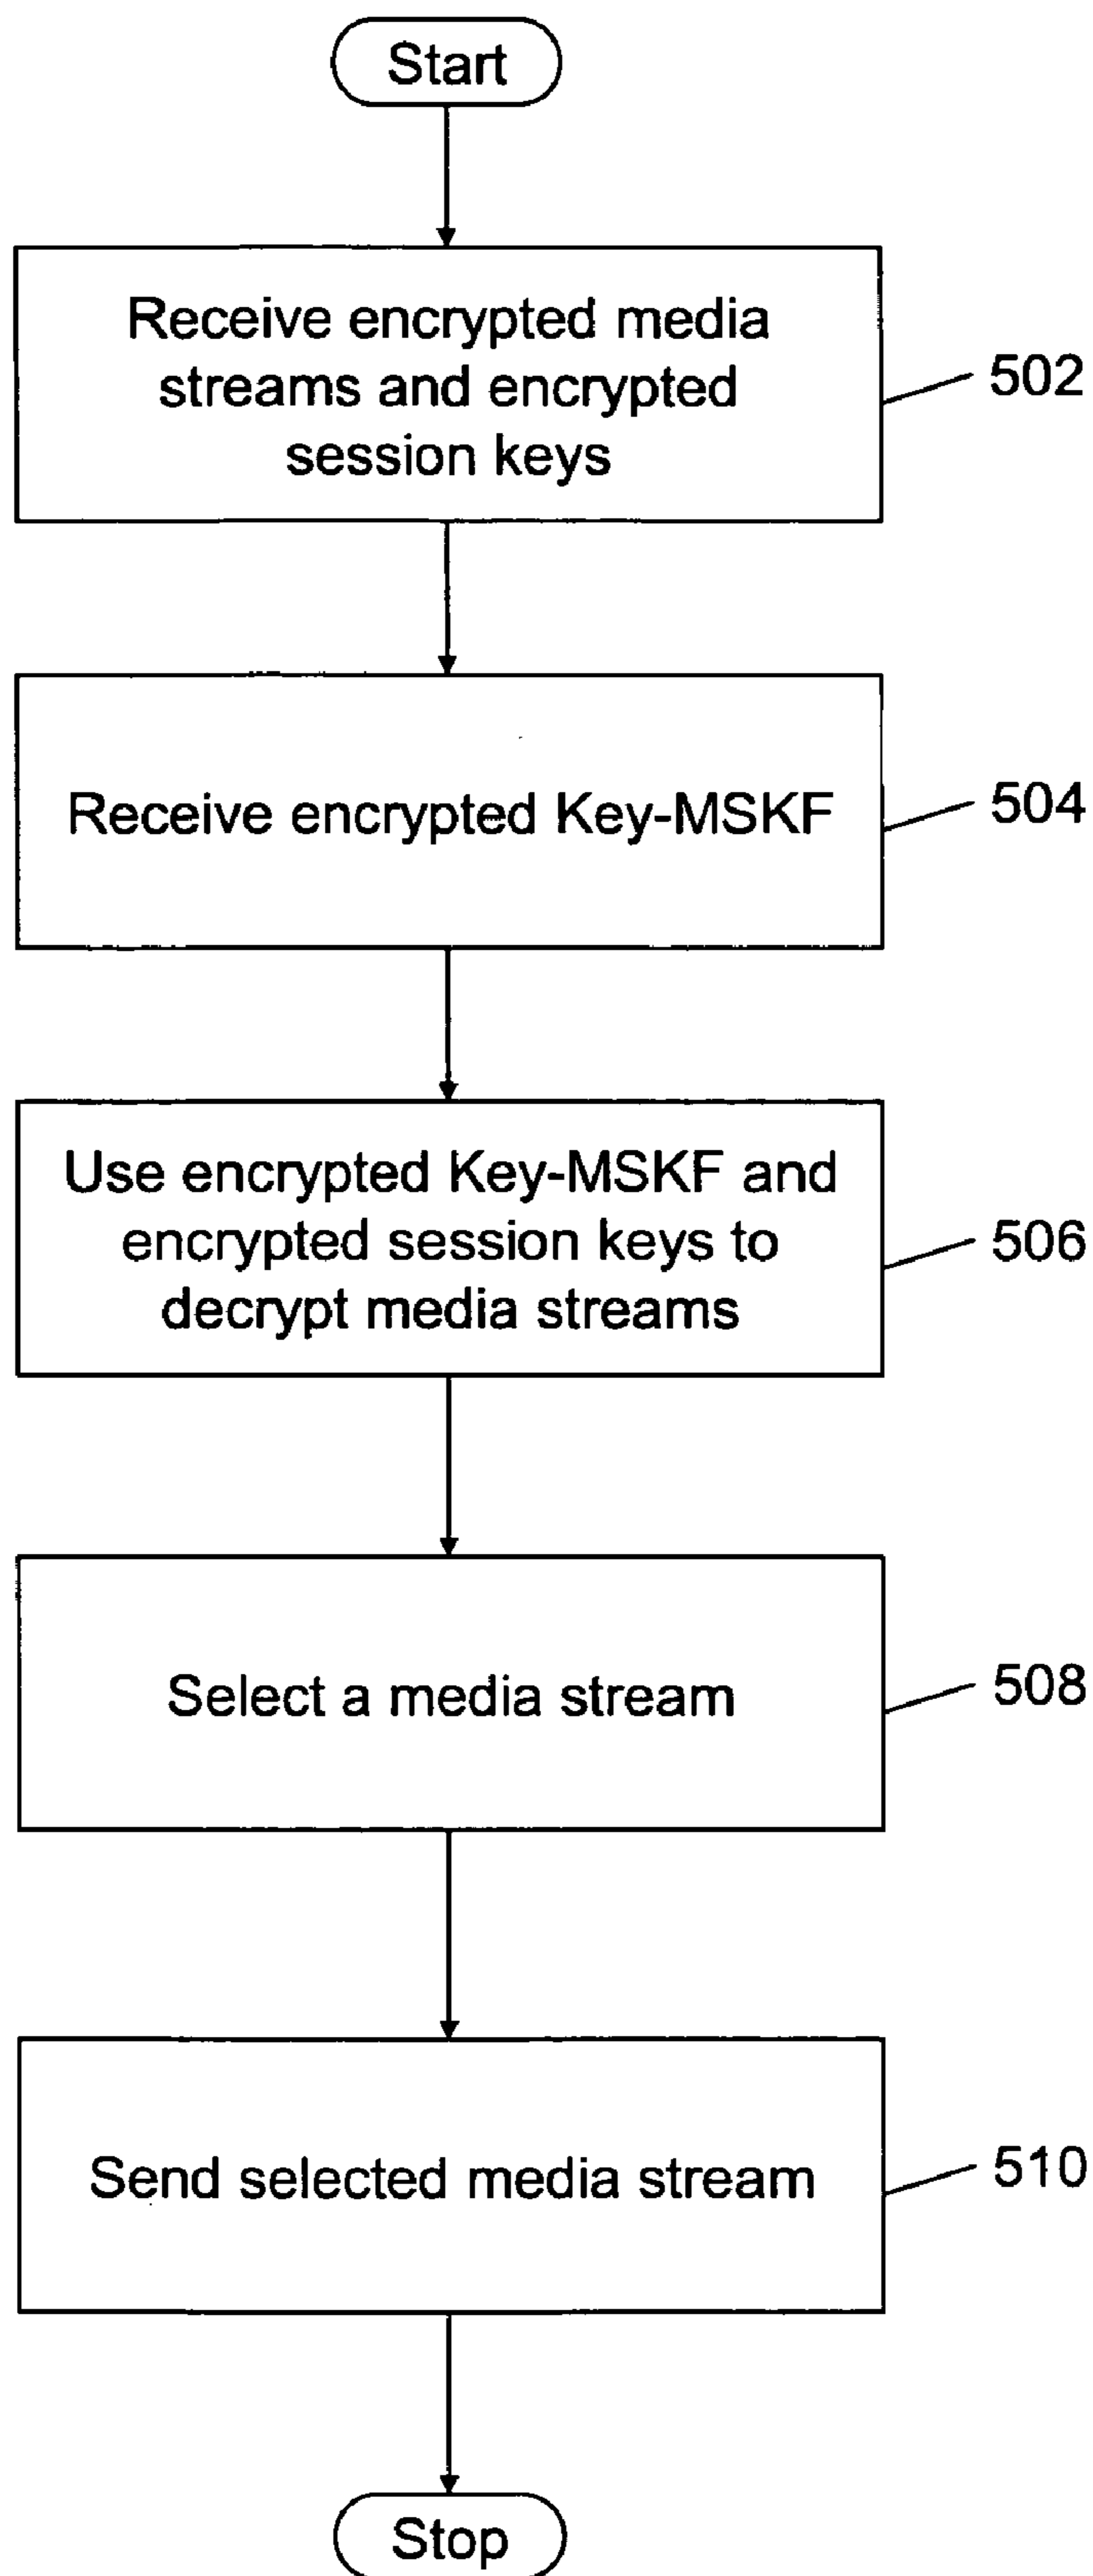 Start
Receive encrypted media
streams and encrypted
session keys
502
Receive encrypted Key-MSKF
504
Use encrypted Key-MSKF and
encrypted session keys to
decrypt media streams
506
Select a media stream
508
Send selected media stream
510
Stop